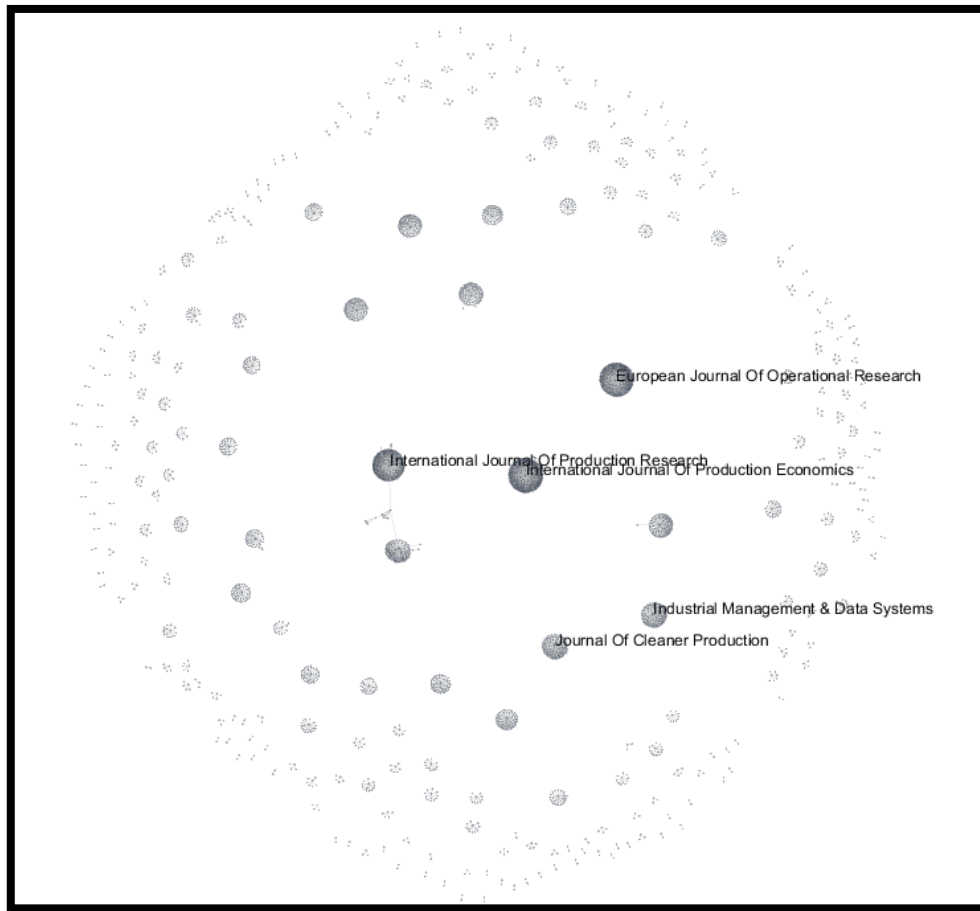 European Journal Of Operational Research
International Journal Of Production Research
International Journal Of Production Economics
Industrial Management & Data Systems
Journal Of Cleaner Production